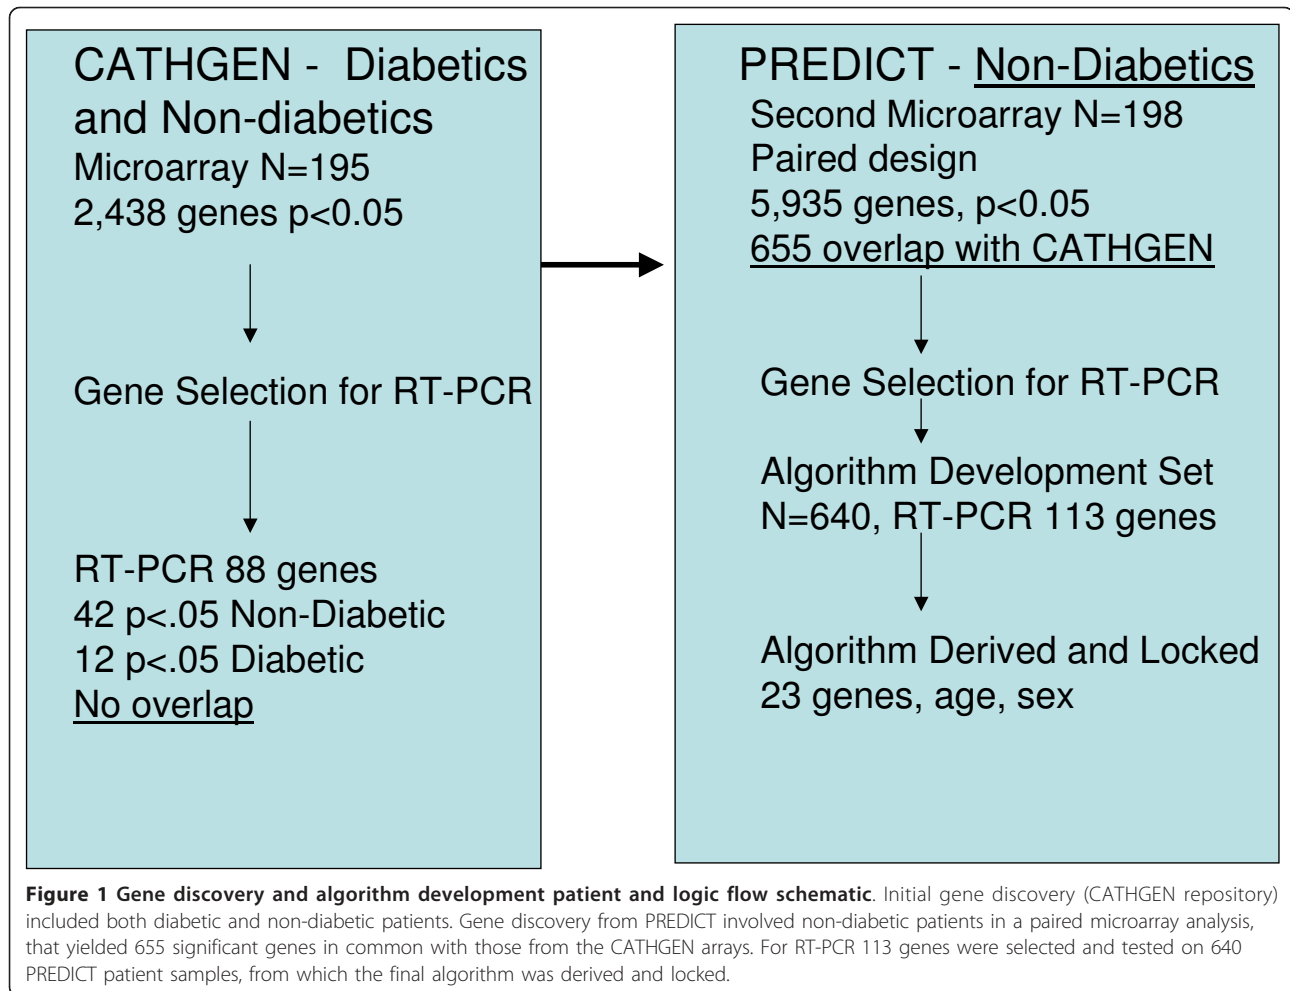 CATHGEN - Diabetics
and Non-diabetics
Microarray N=195
2,438 genes p<0.05
Gene Selection for RT-PCR
RT-PCR 88 genes
42 p<.05 Non-Diabetic
12 p<.05 Diabetic
No overlap
PREDICT - Non-Diabetics
Second Microarray N=198
Paired design
5,935 genes, p<0.05
655 overlap with CATHGEN
Gene Selection for RT-PCR
Algorithm Development Set
N=640, RT-PCR 113 genes
Algorithm Derived and Locked
23 genes, age, sex
Figure 1 Gene discovery and algorithm development patient and logic flow schematic. Initial gene discovery (CATHGEN repository)
included both diabetic and non-diabetic patients. Gene discovery from PREDICT involved non-diabetic patients in a paired microarray analysis,
that yielded 655 significant genes in common with those from the CATHGEN arrays. For RT-PCR 113 genes were selected and tested on 640
PREDICT patient samples, from which the final algorithm was derived and locked.